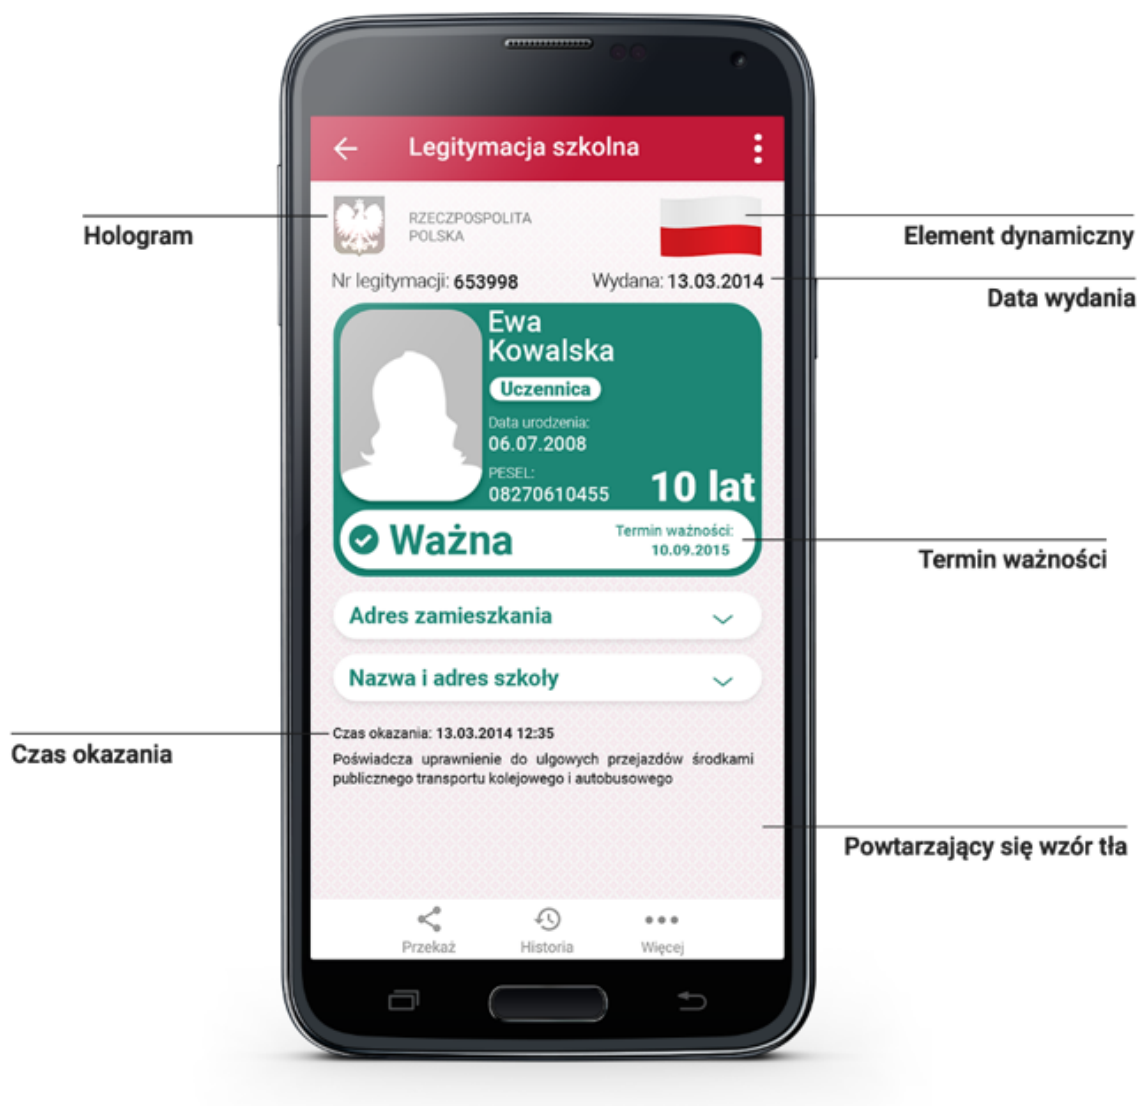 Legitymacja szkolna
RZECZPOSPOLITA
POLSKA
Hologram
Element dynamiczny
Nr legitymacji: 653998
Wydana: 13.03.2014
Data wydania
Ewa
Kowalska
Uczennica
Data urodzenia:
06.07.2008
PESEL:
08270610455
10 lat
Ważna
Termin ważności:
10.09.2015
Termin ważności
Adres zamieszkania
Nazwa i adres szkoły
Czas okazania: 13.03.2014 12:35
Czas okazania
Poświadcza uprawnienie do ulgowych przejazdów środkami
publicznego transportu kolejowego i autobusowego
Powtarzający się wzór tła
Przekaż
Historia
Więcej